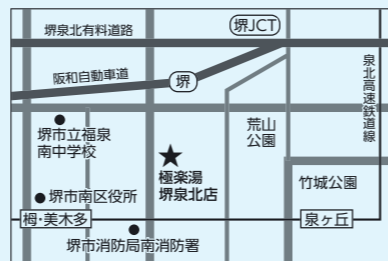 堺JCT
堺泉北有料道路
阪和自動車道
堺
泉北高速鉄道線
堺市立福泉
南中学校
荒山
公園
極楽湯
堺泉北店
竹城公園
堺市南区役所
栂・美木多
泉ヶ丘
堺市消防局南消防署